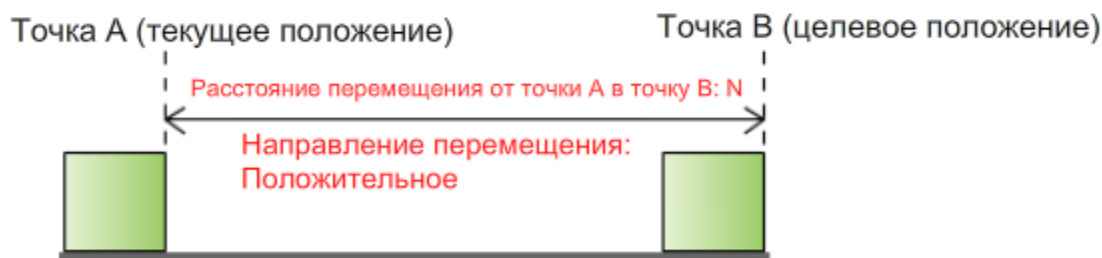 Точка А (текущее положение)
Точка В (целевое положение)
Расстояние перемещения от точки А в точку В: N
Направление перемещения:
Положительное